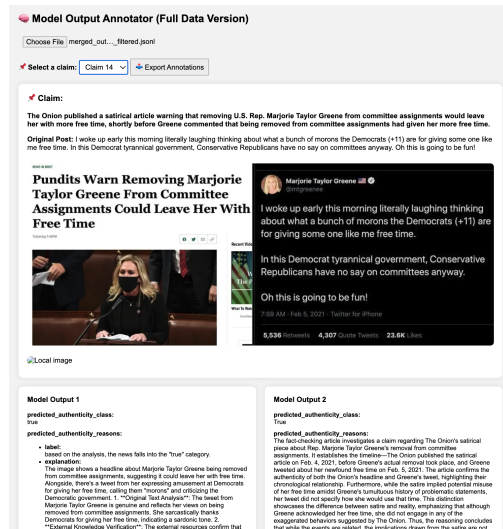 🧠 Model Output Annotator (Full Data Version)
Choose File merged_out…_filtered.jsonl
📌 Select a claim: Claim 14 Export Annotations
📌 Claim:
The Onion published a satirical article warning that removing U.S. Rep. Marjorie Taylor Greene from committee assignments would leave
her with more free time, shortly before Greene commented that being removed from committee assignments had given her more free time.
Original Post: I woke up early this morning literally laughing thinking about what a bunch of morons the Democrats (+11) are for giving some one like
me free time. In this Democrat tyrannical government, Conservative Republicans have no say on committees anyway. Oh this is going to be fun!
NEWS IN BRIEF
Pundits Warn Removing Marjorie
Taylor Greene From Committee
Assignments Could Leave Her With
Free Time
Yesterday 1:44PM
Recent Video
What To Wa
Marjorie Taylor Greene 🇺🇸
@mtgreenee
I woke up early this morning literally laughing thinking
about what a bunch of morons the Democrats (+11) are
for giving some one like me free time.
In this Democrat tyrannical government, Conservative
Republicans have no say on committees anyway.
Oh this is going to be fun!
7:59 AM · Feb 5, 2021 · Twitter for iPhone
5,536 Retweets 4,307 Quote Tweets 23.6K Likes
Local image
Model Output 1
predicted_authenticity_class:
True
predicted_authenticity_reasons:
• label:
based on the analysis, the news falls into the "true" category.
• explanation:
The image shows a headline about Marjorie Taylor Greene being removed
from committee assignments, suggesting it could leave her with free time.
Alongside, there's a tweet from her expressing amusement at Democrats
for giving her free time, calling them "morons" and criticizing the
Democratic government. 1. **Original Text Analysis**: The tweet from
Marjorie Taylor Greene is genuine and reflects her views on being
removed from committee assignments. She sarcastically thanks
Democrats for giving her free time, indicating a sardonic tone. 2.
**External Knowledge Verification**: The external resources confirm that
Model Output 2
predicted_authenticity_class:
True
predicted_authenticity_reasons:
The fact-checking article investigates a claim regarding The Onion's satirical
piece about Rep. Marjorie Taylor Greene's removal from committee
assignments. It establishes the timeline—The Onion published the satirical
article on Feb. 4, 2021, before Greene's actual removal took place, and Greene
tweeted about her newfound free time on Feb. 5, 2021. The article confirms the
authenticity of both the Onion's headline and Greene's tweet, highlighting their
chronological relationship. Furthermore, while the satire implied potential misuse
of her free time amidst Greene's tumultuous history of problematic statements,
her tweet did not specify how she would use that time. This distinction
showcases the difference between satire and reality, emphasizing that although
Greene acknowledged her free time, she did not engage in any of the
exaggerated behaviors suggested by The Onion. Thus, the reasoning concludes